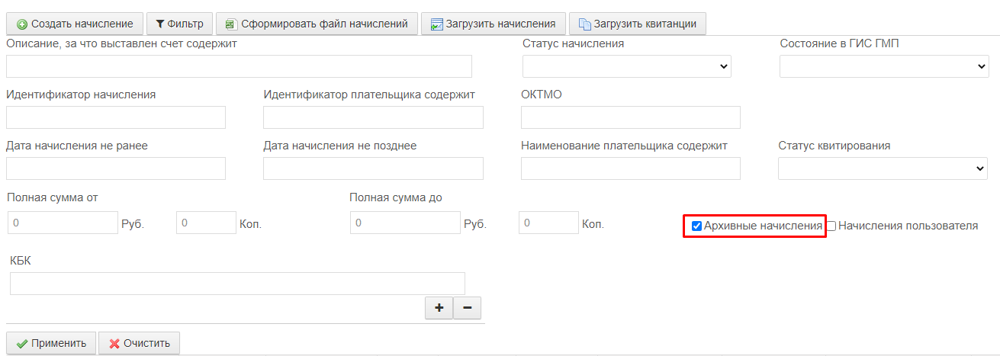 Создать начисление Фильтр Сформировать файл начислений Загрузить начисления Загрузить квитанции
Описание, за что выставлен счет содержит Статус начисления Состояние в ГИС ГМП
Идентификатор начисления Идентификатор плательщика содержит ОКТМО
Дата начисления не ранее Дата начисления не позднее Наименование плательщика содержит Статус квитирования
Полная сумма от Полная сумма до
0 Руб. 0 Коп. 0 Руб. 0 Коп. Архивные начисления Начисления пользователя
КБК
+ −
Применить Очистить